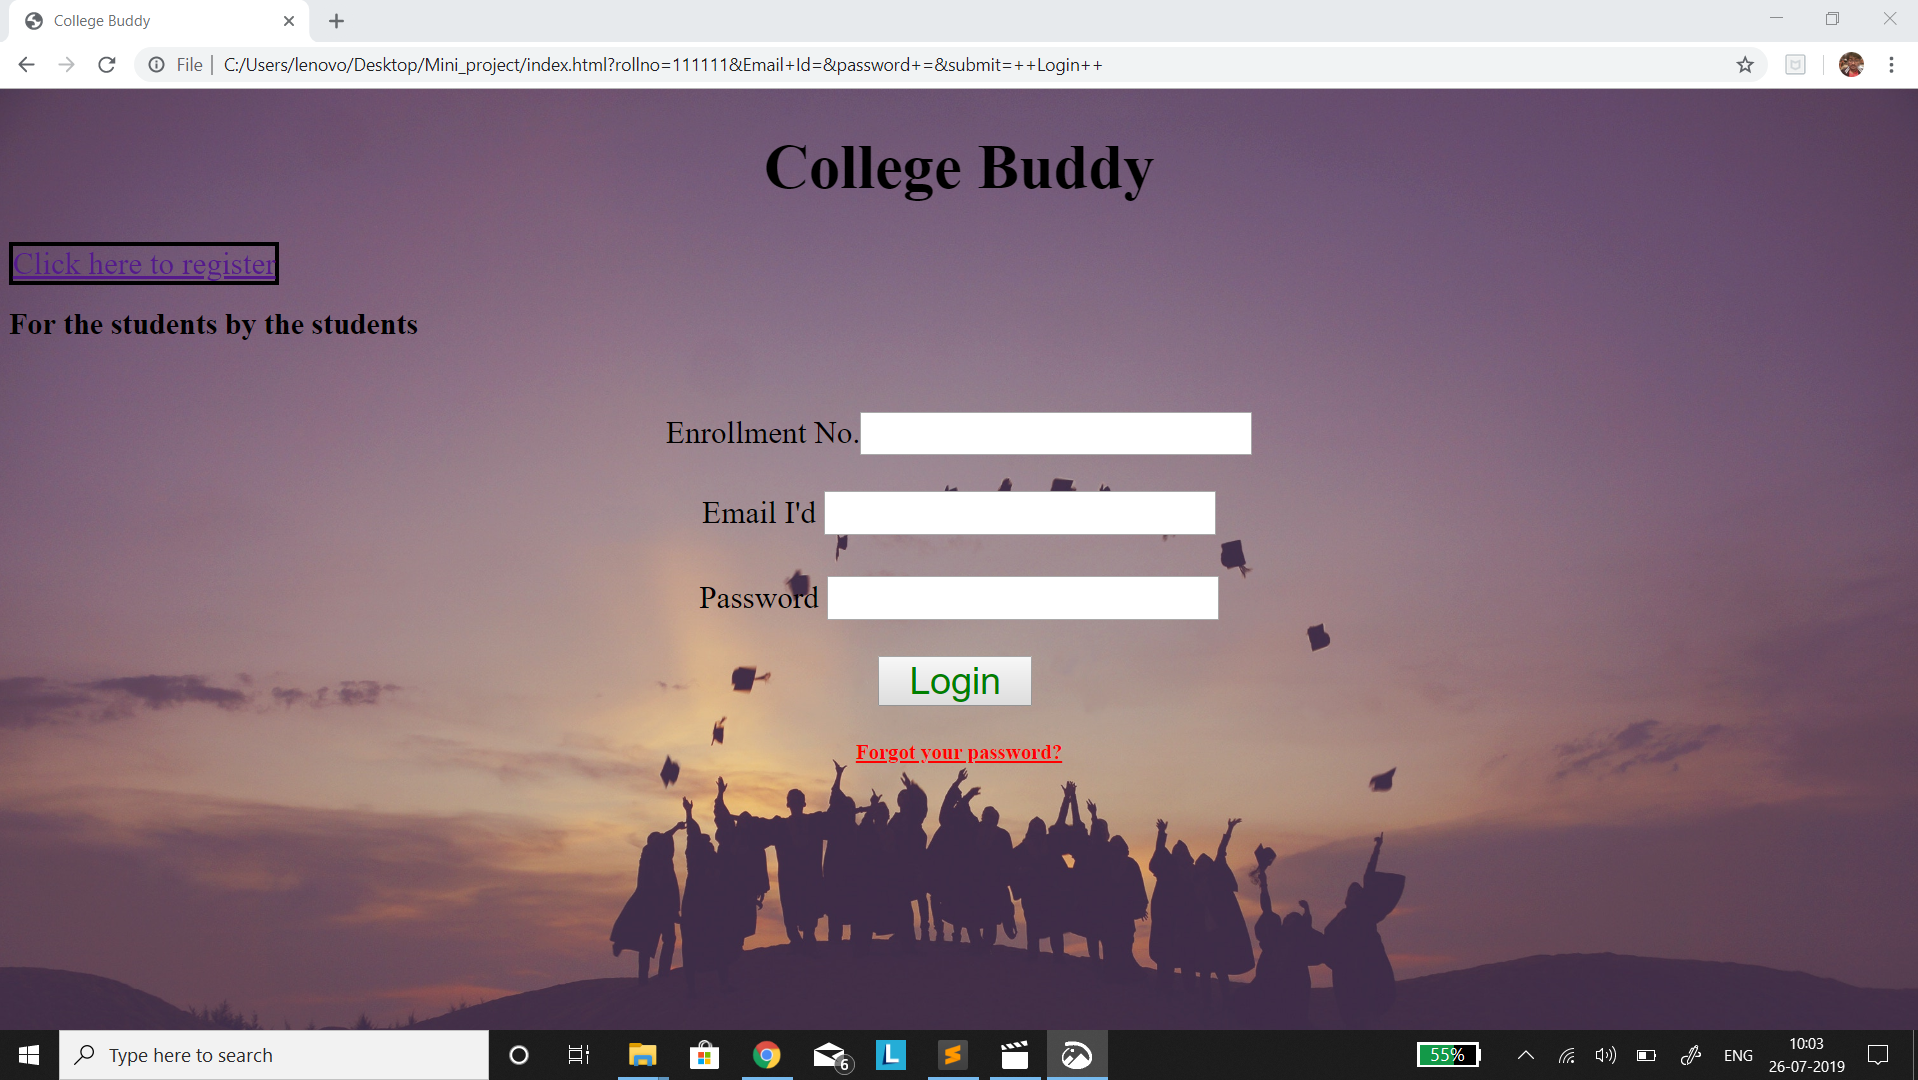 College Buddy
File
C:/Users/lenovo/Desktop/Mini_project/index.html?rollno=111111&Email+Id=&password+=&submit=++Login++
College Buddy
Click here to register
For the students by the students
Enrollment No.
Email I'd
Password
Login
Forgot your password?
Type here to search
6
L
55%
ENG
10:03
26-07-2019